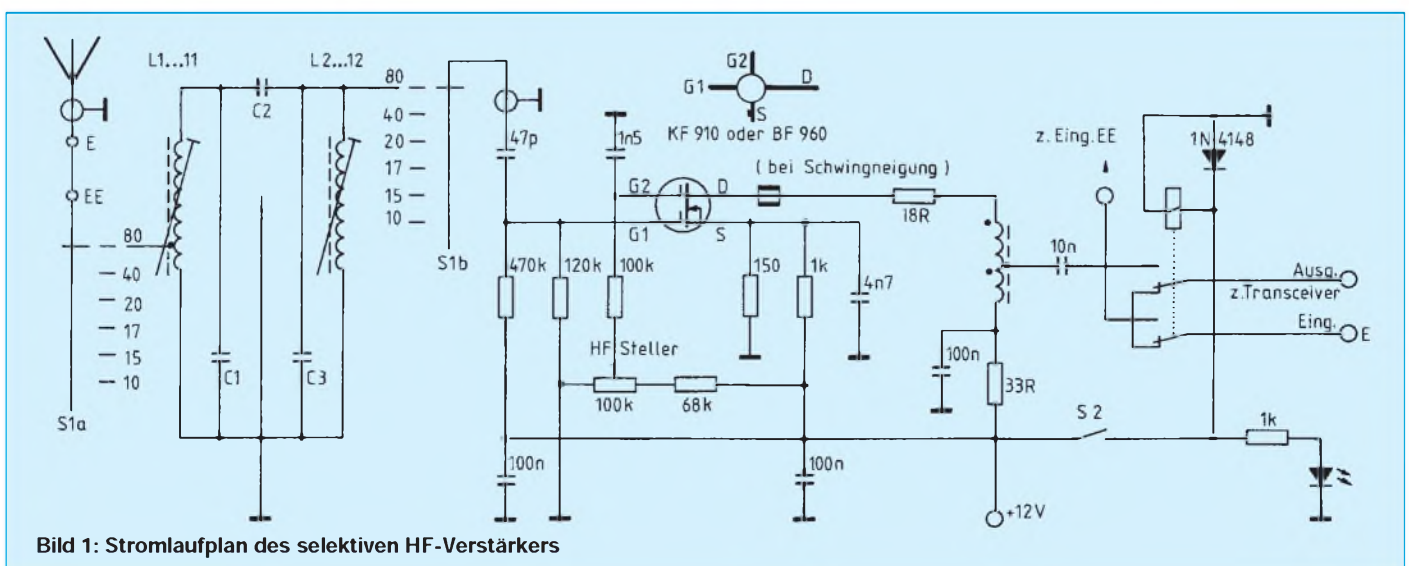 L1...11
L2...12
C2
E
EE
80
40
20
17
15
10
S1a
C1
C3
80
40
20
17
15
10
S1b
47p
1n5
G2
G1
D
S
KF 910 oder BF 960
(bei Schwingneigung)
G2
D
G1
S
18R
470k
120k
100k
150
1k
4n7
HF Steller
100k
68k
100n
100n
100n
33R
10n
z. Eing. EE
1N 4148
Ausg.
z.Transceiver
Eing.
E
S 2
1k
+12V
Bild 1: Stromlaufplan des selektiven HF-Verstärkers